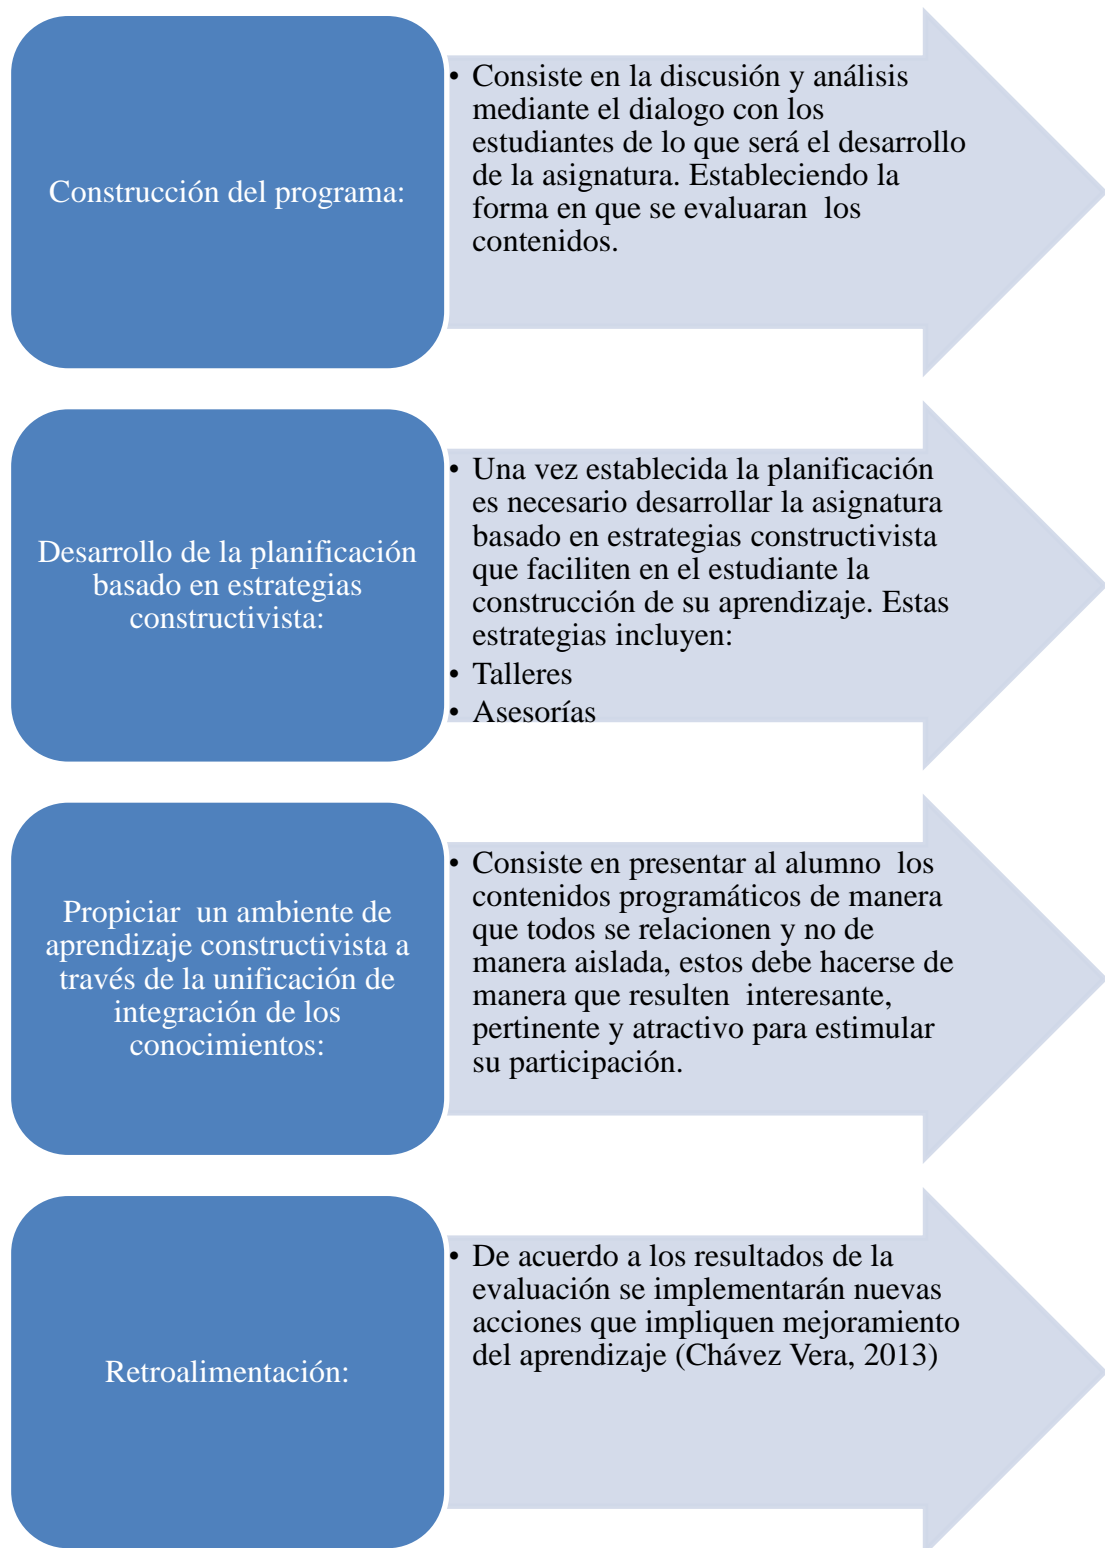 Construcción del programa:
• Consiste en la discusión y análisis
mediante el dialogo con los
estudiantes de lo que será el desarrollo
de la asignatura. Estableciendo la
forma en que se evaluaran  los
contenidos.
Desarrollo de la planificación
basado en estrategias
constructivista:
• Una vez establecida la planificación
es necesario desarrollar la asignatura
basado en estrategias constructivista
que faciliten en el estudiante la
construcción de su aprendizaje. Estas
estrategias incluyen:
• Talleres
• Asesorías
Propiciar  un ambiente de
aprendizaje constructivista a
través de la unificación de
integración de los
conocimientos:
• Consiste en presentar al alumno  los
contenidos programáticos de manera
que todos se relacionen y no de
manera aislada, estos debe hacerse de
manera que resulten  interesante,
pertinente y atractivo para estimular
su participación.
Retroalimentación:
• De acuerdo a los resultados de la
evaluación se implementarán nuevas
acciones que impliquen mejoramiento
del aprendizaje (Chávez Vera, 2013)